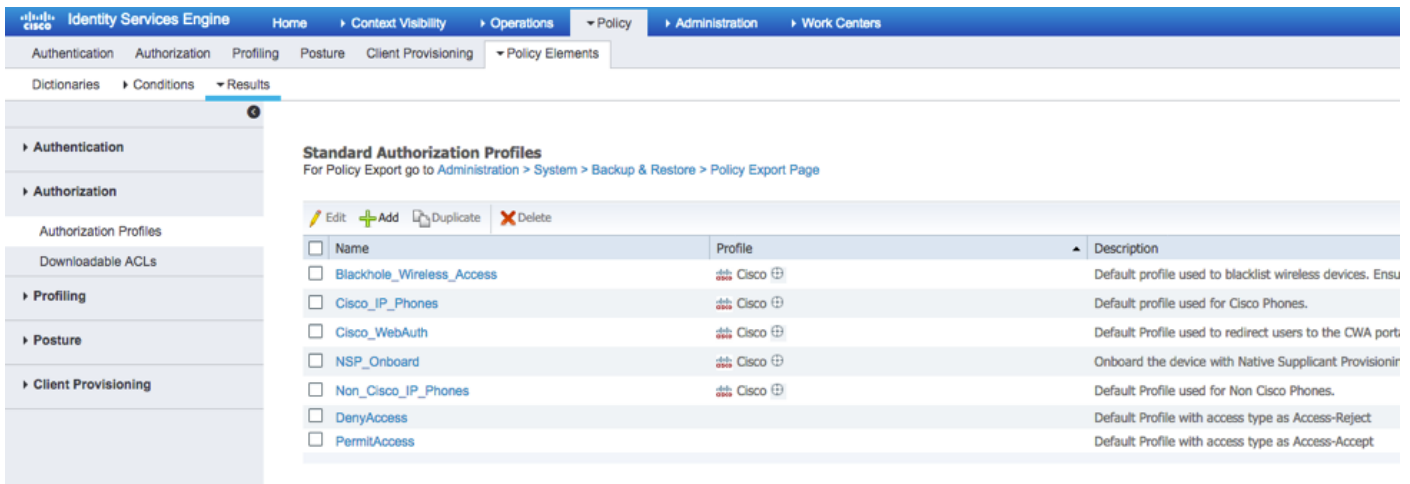 cisco Identity Services Engine Home Context Visibility Operations Policy Administration Work Centers
Authentication Authorization Profiling Posture Client Provisioning Policy Elements
Dictionaries Conditions Results
Authentication
Authorization
Authorization Profiles
Downloadable ACLs
Profiling
Posture
Client Provisioning
Standard Authorization Profiles
For Policy Export go to Administration > System > Backup & Restore > Policy Export Page
Edit Add Duplicate Delete
Name Profile Description
Blackhole_Wireless_Access cisco Cisco Default profile used to blacklist wireless devices. Ensu
Cisco_IP_Phones cisco Cisco Default profile used for Cisco Phones.
Cisco_WebAuth cisco Cisco Default Profile used to redirect users to the CWA porta
NSP_Onboard cisco Cisco Onboard the device with Native Supplicant Provisionin
Non_Cisco_IP_Phones cisco Cisco Default Profile used for Non Cisco Phones.
DenyAccess Default Profile with access type as Access-Reject
PermitAccess Default Profile with access type as Access-Accept